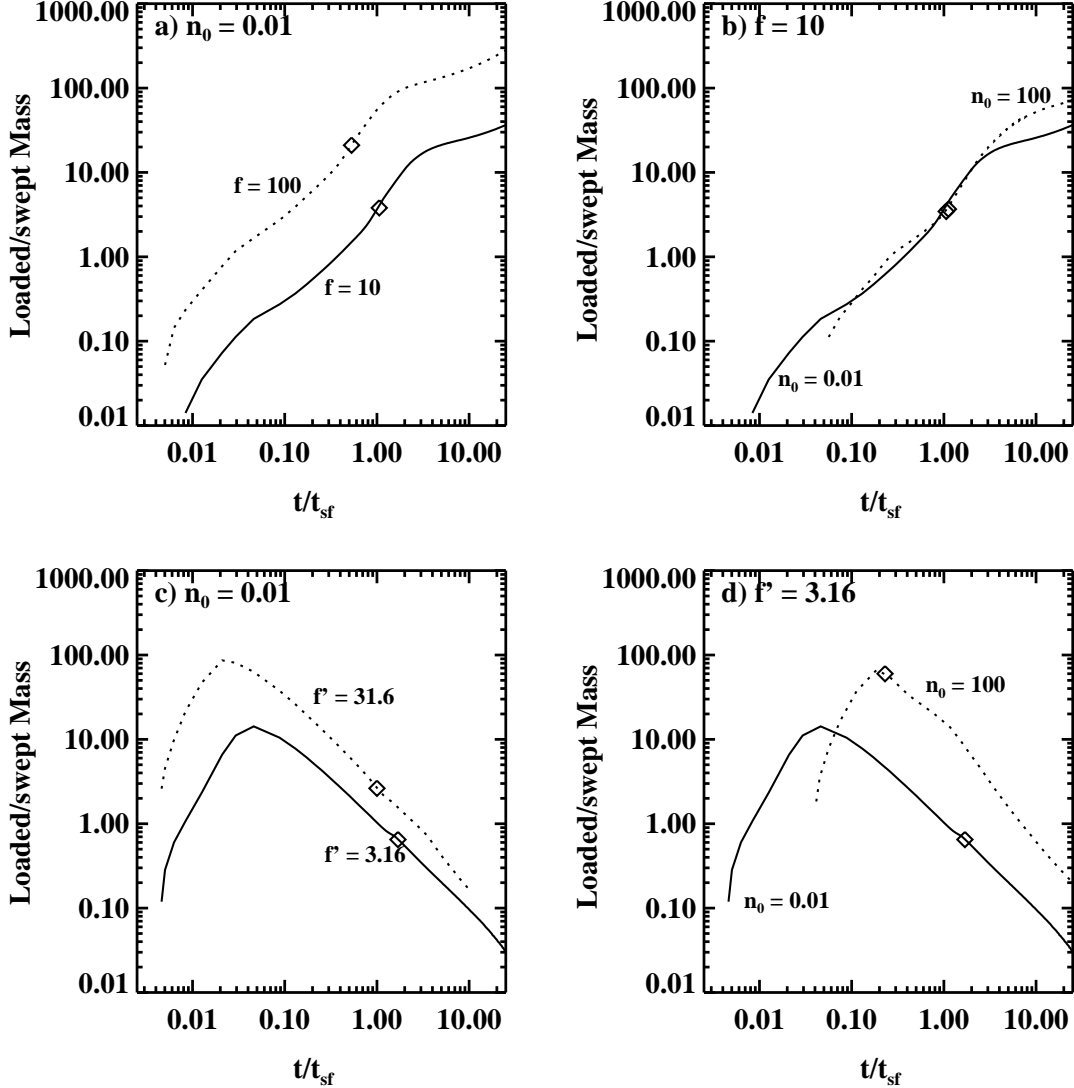 a) n₀ = 0.01
1000.00
100.00
10.00
1.00
0.10
0.01
Loaded/swept Mass
f = 100
f = 10
0.01 0.10 1.00 10.00
t/t_sf
b) f = 10
1000.00
100.00
10.00
1.00
0.10
0.01
Loaded/swept Mass
n₀ = 100
n₀ = 0.01
0.01 0.10 1.00 10.00
t/t_sf
c) n₀ = 0.01
1000.00
100.00
10.00
1.00
0.10
0.01
Loaded/swept Mass
f' = 31.6
f' = 3.16
0.01 0.10 1.00 10.00
t/t_sf
d) f' = 3.16
1000.00
100.00
10.00
1.00
0.10
0.01
Loaded/swept Mass
n₀ = 100
n₀ = 0.01
0.01 0.10 1.00 10.00
t/t_sf